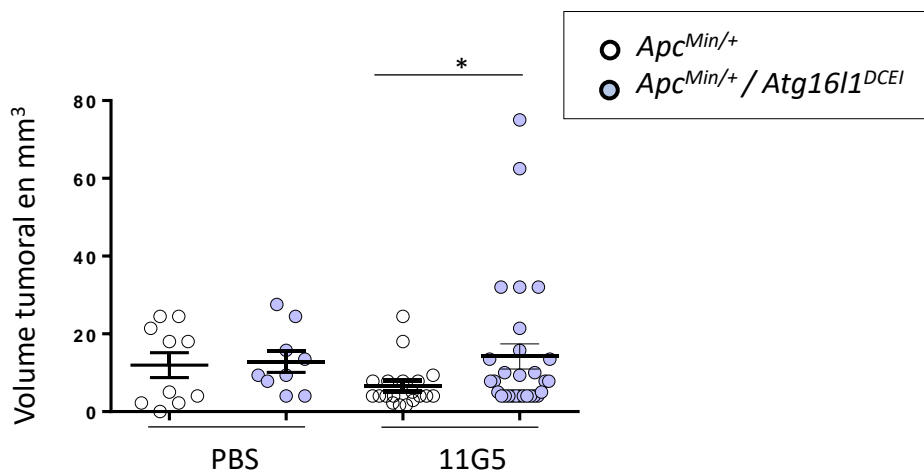 Apc^Min/+
Apc^Min/+ / Atg16l1^DCEI
*
Volume tumoral en mm³
80
60
40
20
0
PBS
11G5